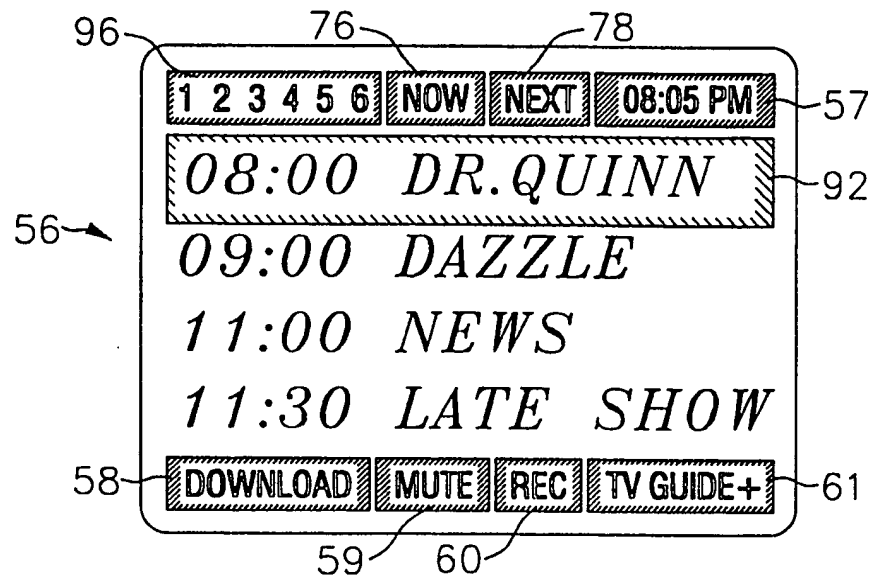 96 76 78
1 2 3 4 5 6 NOW NEXT 08:05 PM 57
08:00 DR.QUINN 92
56
09:00 DAZZLE
11:00 NEWS
11:30 LATE SHOW
58 DOWNLOAD MUTE REC TV GUIDE+ 61
59 60